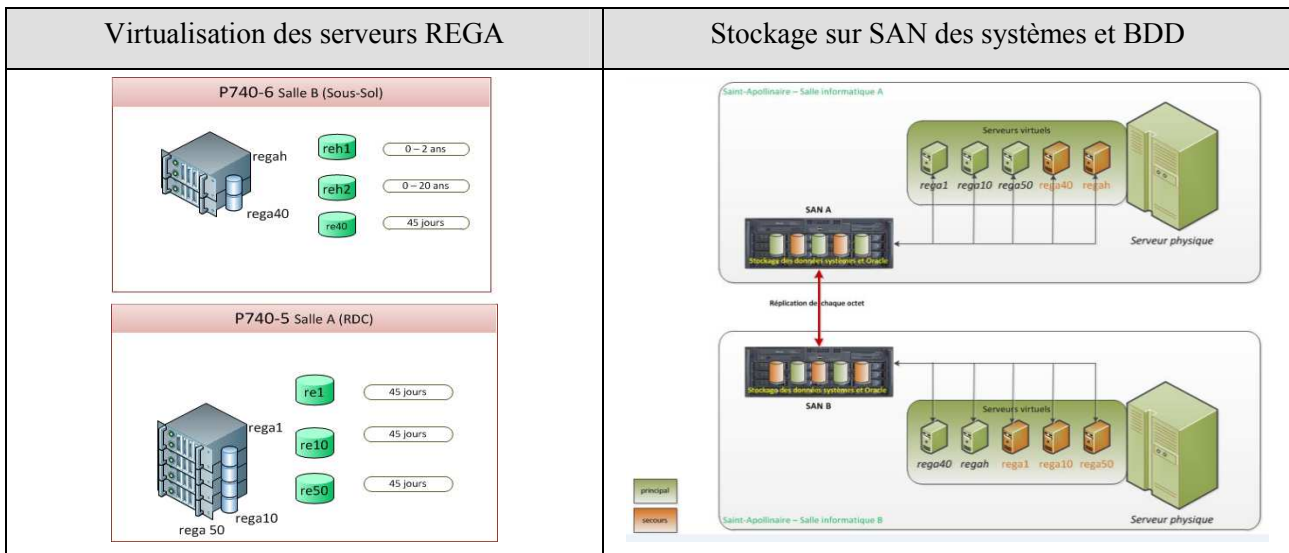 Virtualisation des serveurs REGA
Stockage sur SAN des systèmes et BDD
P740-6 Salle B (Sous-Sol)
regah
rega40
reh1
0 – 2 ans
reh2
0 – 20 ans
re40
45 jours
P740-5 Salle A (RDC)
rega1
rega10
rega 50
re1
45 jours
re10
45 jours
re50
45 jours
Saint-Apollinaire – Salle informatique A
Serveurs virtuels
rega1
rega10
rega50
rega40
regah
Serveur physique
SAN A
Stockage des données systèmes et Oracle
Réplication de chaque octet
Stockage des données systèmes et Oracle
SAN B
Serveurs virtuels
rega40
regah
rega1
rega10
rega50
Serveur physique
principal
secours
Saint-Apollinaire – Salle informatique B